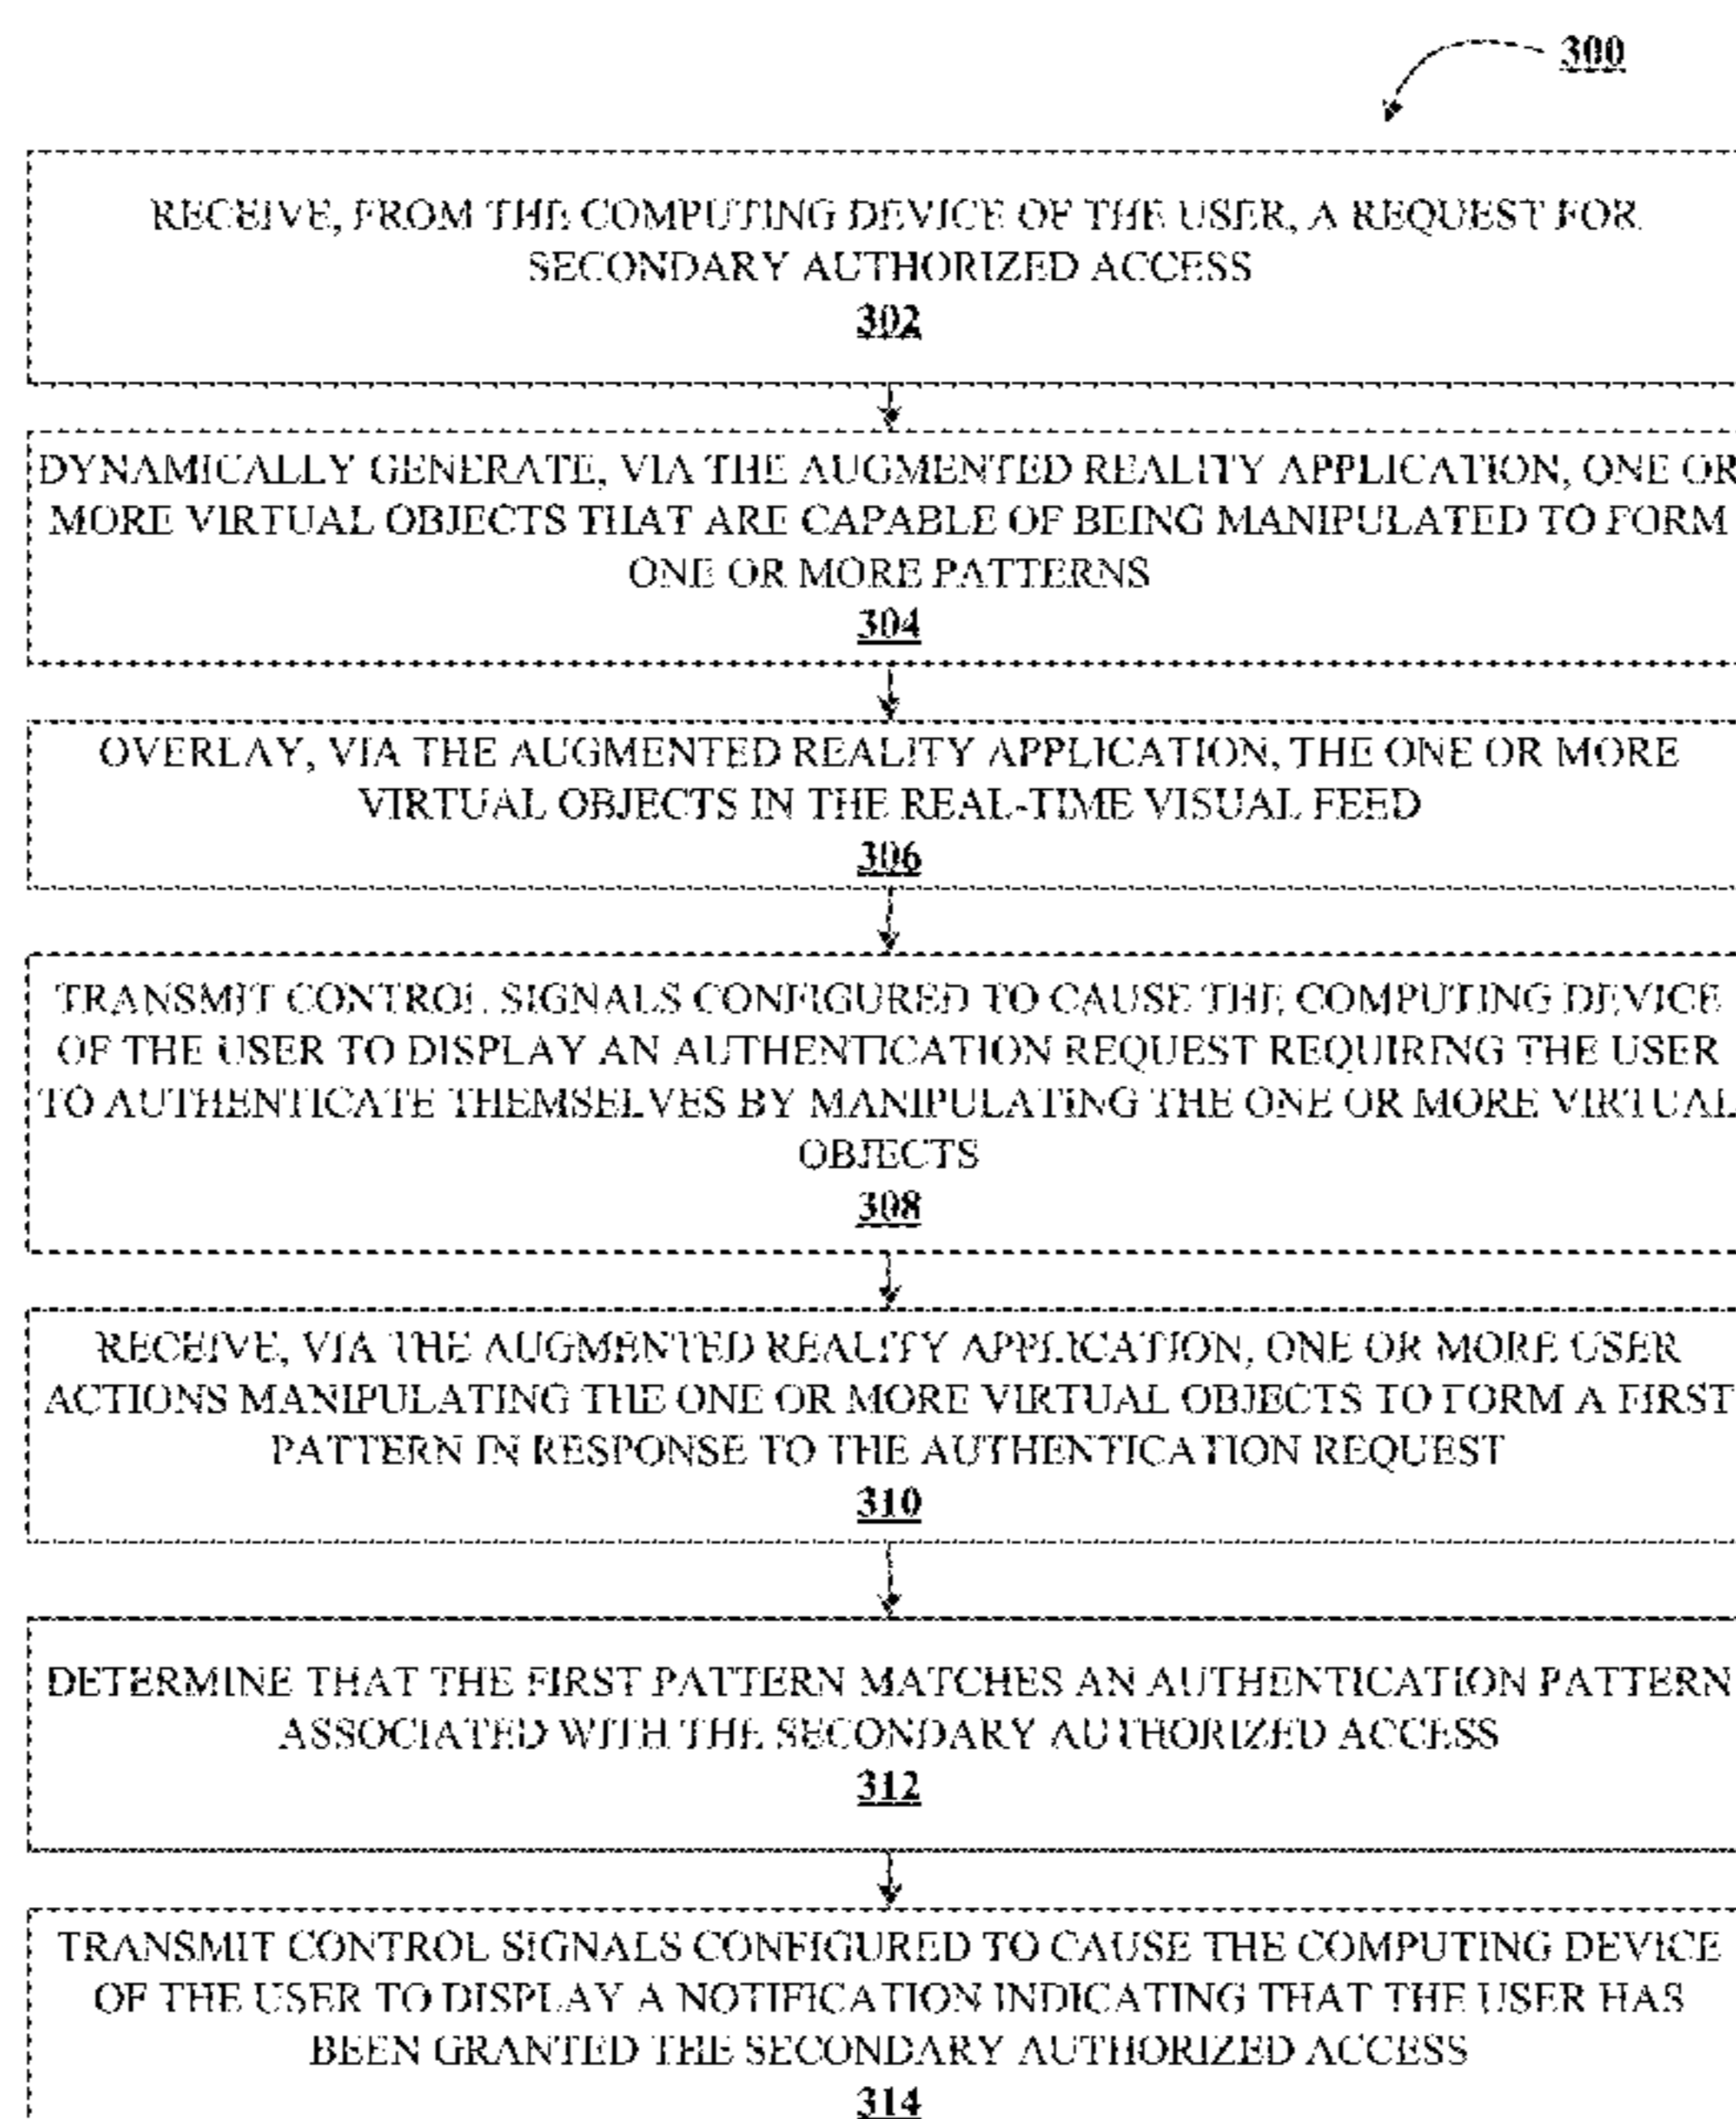 300
RECEIVE, FROM THE COMPUTING DEVICE OF THE USER, A REQUEST FOR
SECONDARY AUTHORIZED ACCESS
302
DYNAMICALLY GENERATE, VIA THE AUGMENTED REALITY APPLICATION, ONE OR
MORE VIRTUAL OBJECTS THAT ARE CAPABLE OF BEING MANIPULATED TO FORM
ONE OR MORE PATTERNS
304
OVERLAY, VIA THE AUGMENTED REALITY APPLICATION, THE ONE OR MORE
VIRTUAL OBJECTS IN THE REAL-TIME VISUAL FEED
306
TRANSMIT CONTROL SIGNALS CONFIGURED TO CAUSE THE COMPUTING DEVICE
OF THE USER TO DISPLAY AN AUTHENTICATION REQUEST REQUIRING THE USER
TO AUTHENTICATE THEMSELVES BY MANIPULATING THE ONE OR MORE VIRTUAL
OBJECTS
308
RECEIVE, VIA THE AUGMENTED REALITY APPLICATION, ONE OR MORE USER
ACTIONS MANIPULATING THE ONE OR MORE VIRTUAL OBJECTS TO FORM A FIRST
PATTERN IN RESPONSE TO THE AUTHENTICATION REQUEST
310
DETERMINE THAT THE FIRST PATTERN MATCHES AN AUTHENTICATION PATTERN
ASSOCIATED WITH THE SECONDARY AUTHORIZED ACCESS
312
TRANSMIT CONTROL SIGNALS CONFIGURED TO CAUSE THE COMPUTING DEVICE
OF THE USER TO DISPLAY A NOTIFICATION INDICATING THAT THE USER HAS
BEEN GRANTED THE SECONDARY AUTHORIZED ACCESS
314